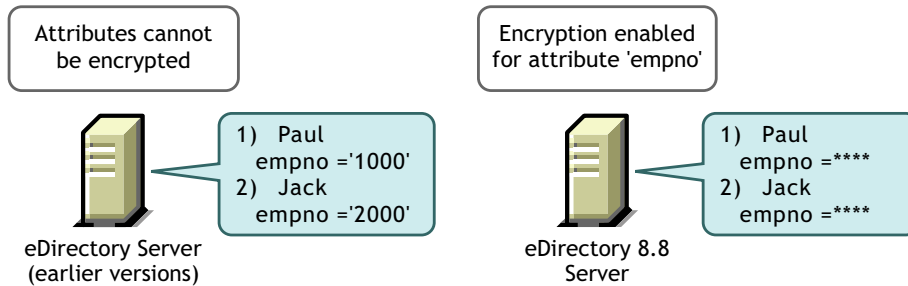 Attributes cannot
be encrypted
1) Paul
empno ='1000'
2) Jack
empno ='2000'
eDirectory Server
(earlier versions)
Encryption enabled
for attribute 'empno'
1) Paul
empno =****
2) Jack
empno =****
eDirectory 8.8
Server